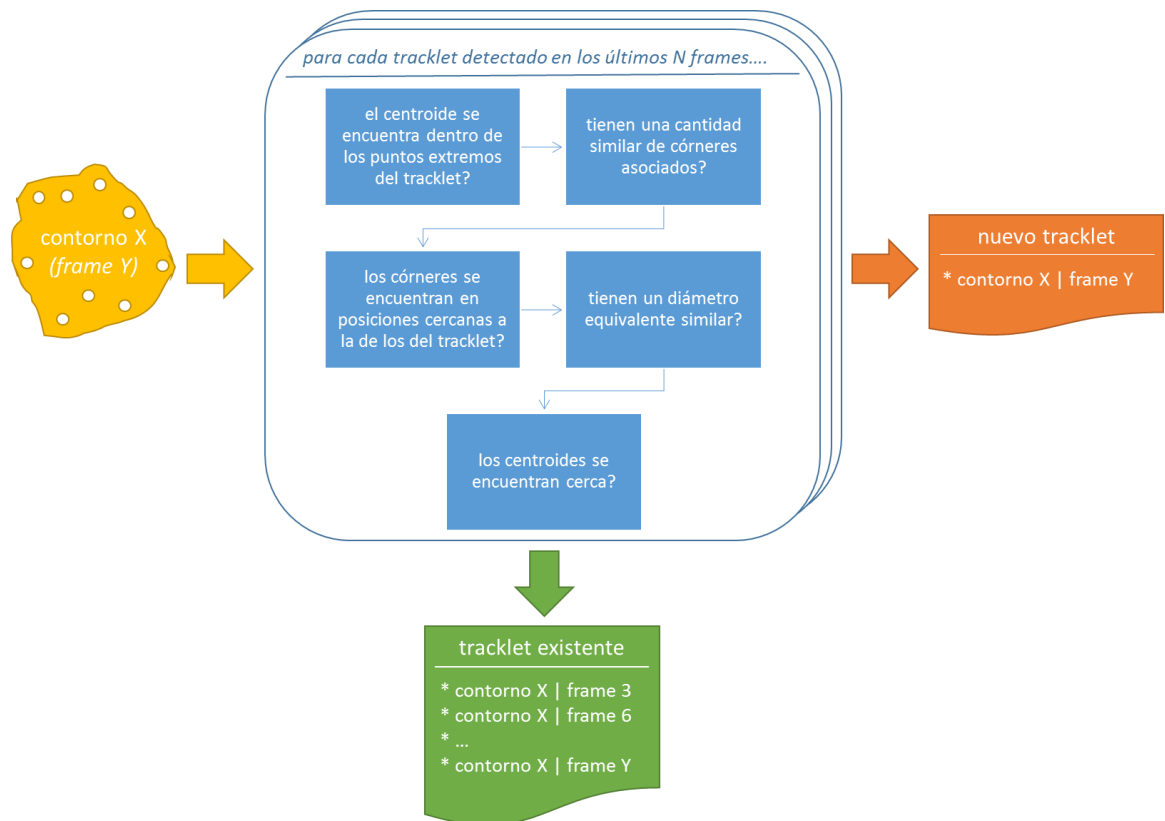 para cada tracklet detectado en los últimos N frames....
el centroide se
encuentra dentro de
los puntos extremos
del tracklet?
tienen una cantidad
similar de córneres
asociados?
contorno X
(frame Y)
los córneres se
encuentran en
posiciones cercanas a
la de los del tracklet?
tienen un diámetro
equivalente similar?
los centroides se
encuentran cerca?
nuevo tracklet
* contorno X | frame Y
tracklet existente
* contorno X | frame 3
* contorno X | frame 6
* ...
* contorno X | frame Y